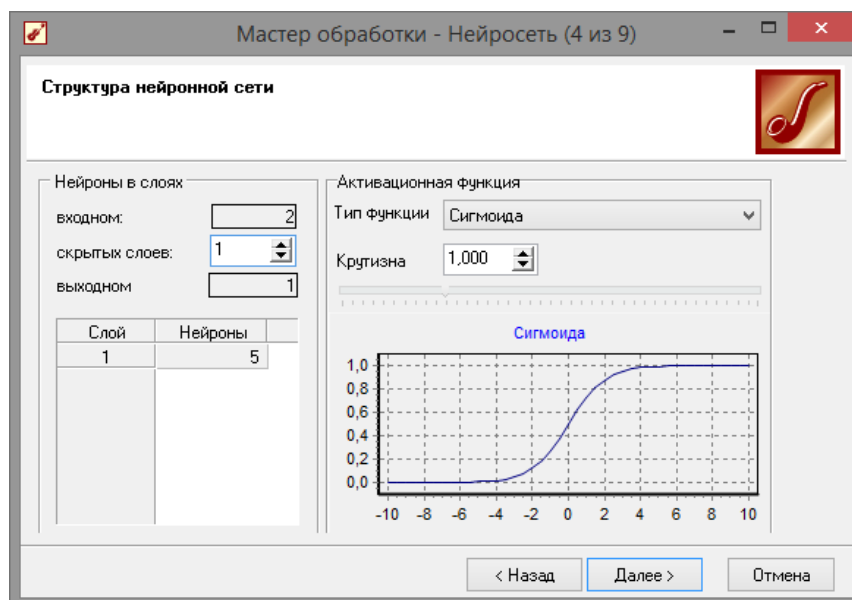 Мастер обработки - Нейросеть (4 из 9)
Структура нейронной сети
Нейроны в слоях
входном: 2
скрытых слоев: 1
выходном 1
Слой Нейроны
1 5
Активационная функция
Тип функции Сигмоида
Крутизна 1,000
Сигмоида
1,0
0,8
0,6
0,4
0,2
0,0
-10 -8 -6 -4 -2 0 2 4 6 8 10
< Назад Далее > Отмена